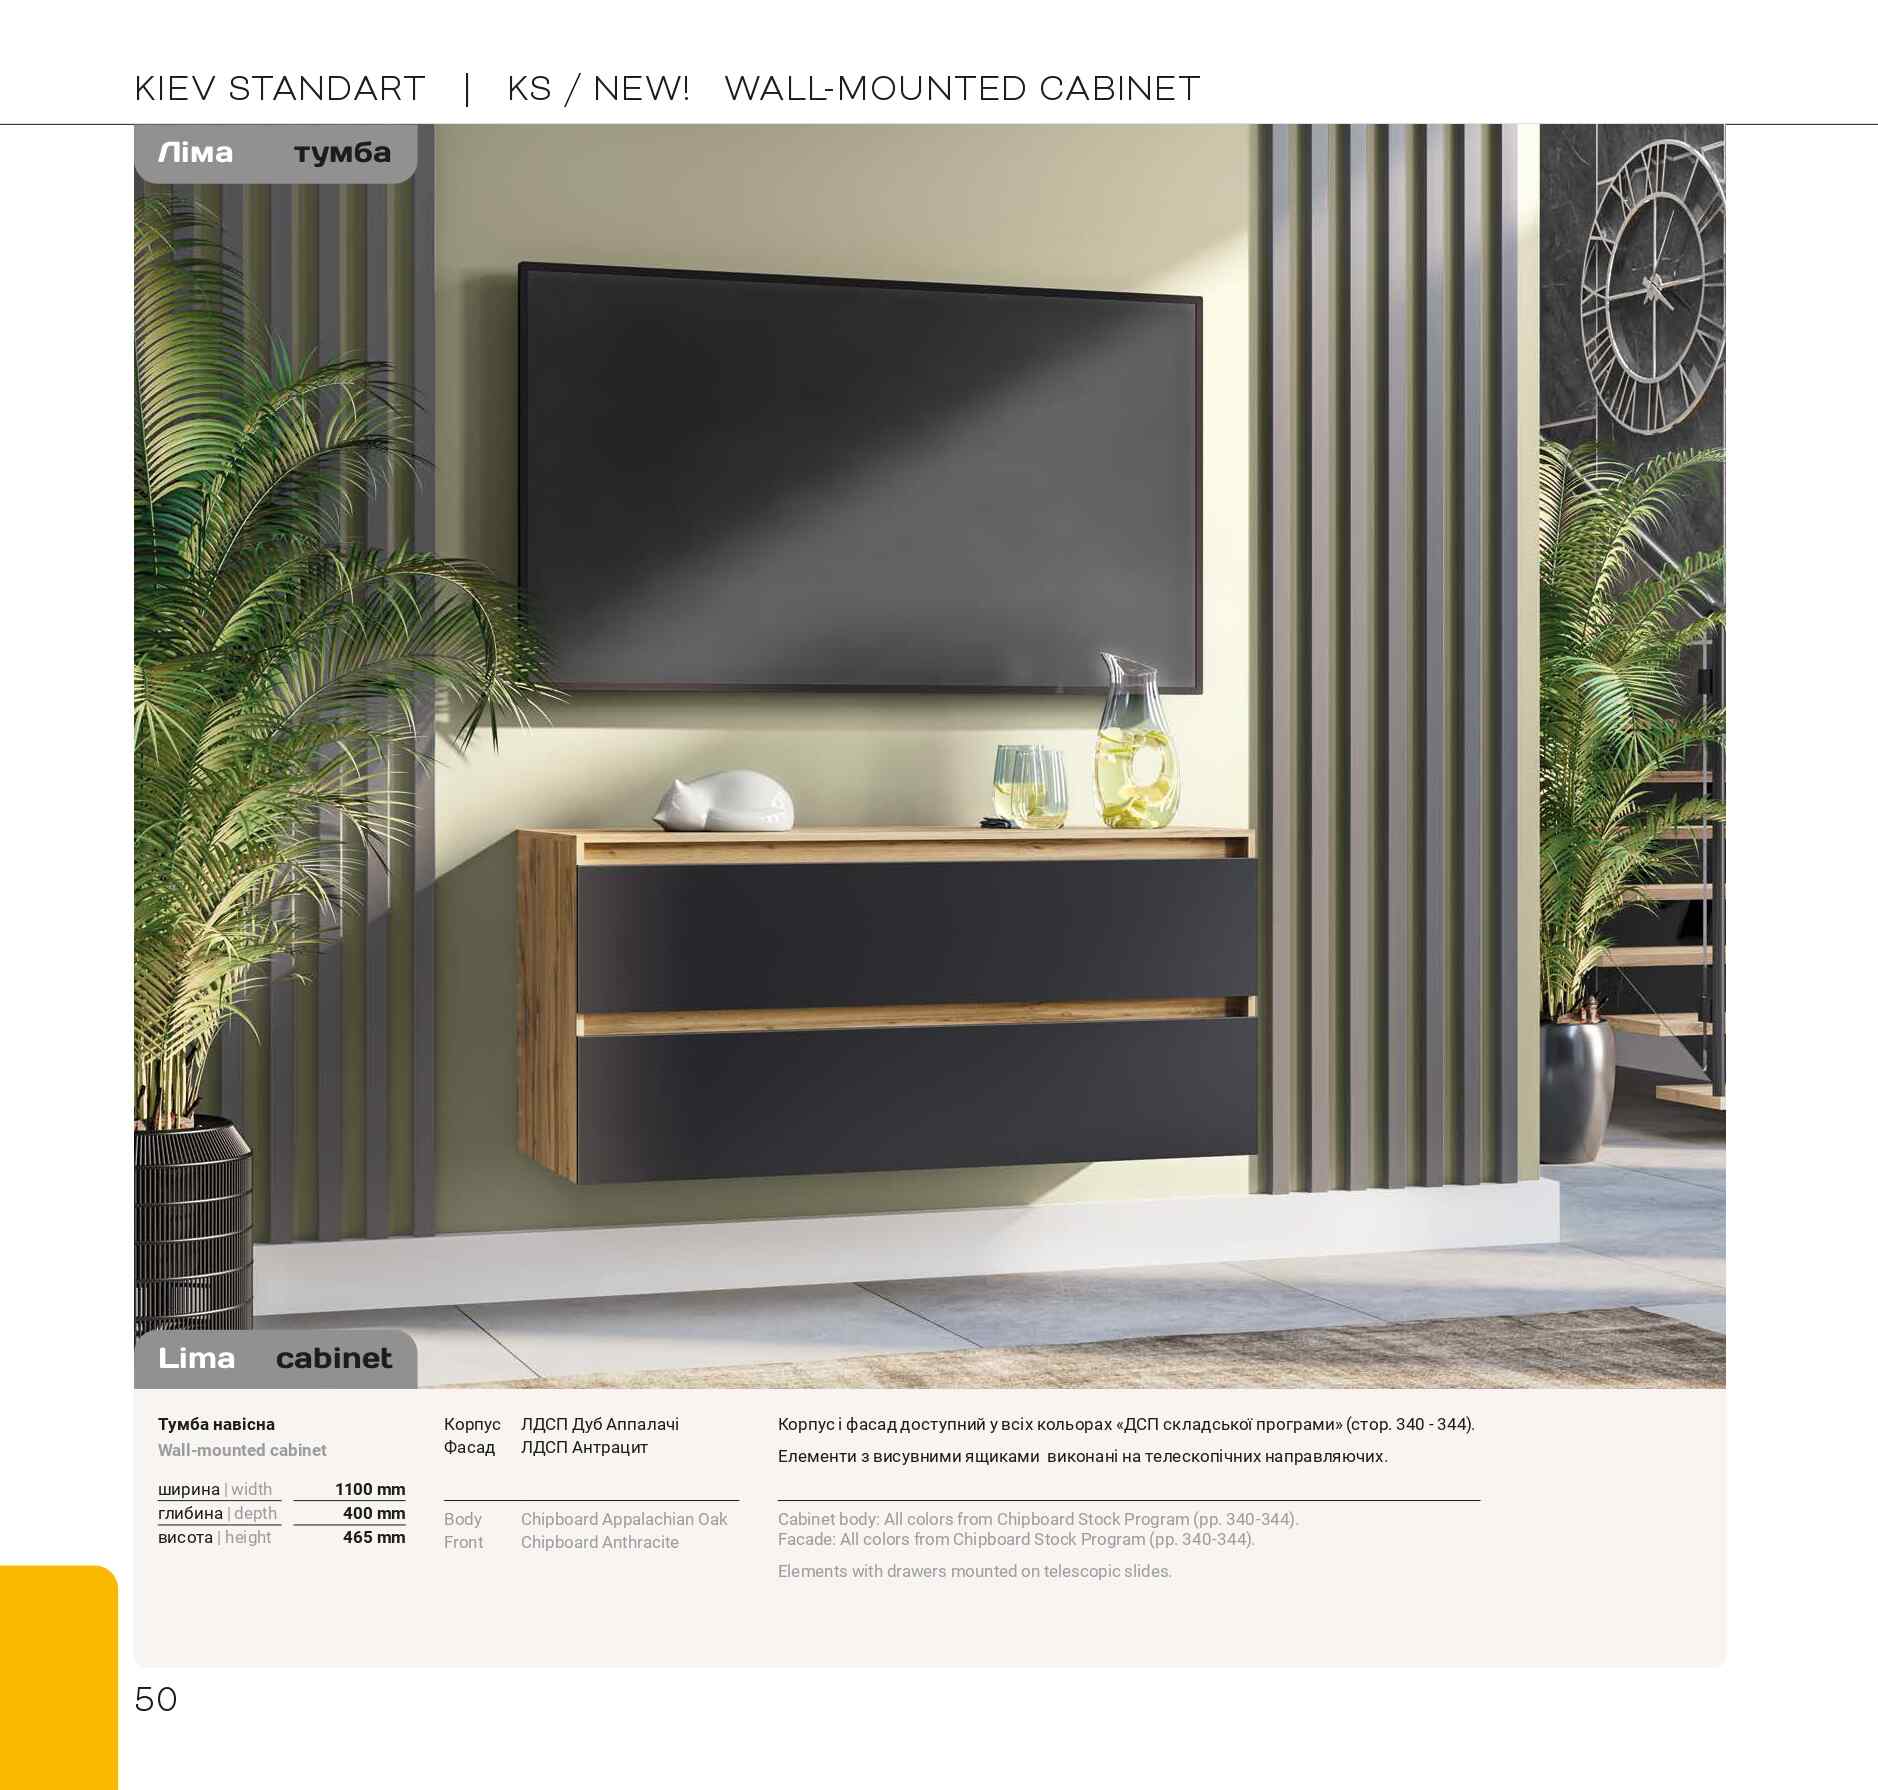 KIEV STANDART | KS / NEW! WALL-MOUNTED CABINET
Ліма тумба
Lima cabinet
Тумба навісна
Wall-mounted cabinet
ширина | width 1100 mm
глибина | depth 400 mm
висота | height 465 mm
Корпус ЛДСП Дуб Аппалачі
Фасад ЛДСП Антрацит
Body Chipboard Appalachian Oak
Front Chipboard Anthracite
Корпус і фасад доступний у всіх кольорах «ДСП складської програми» (стор. 340 - 344).
Елементи з висувними ящиками виконані на телескопічних направляючих.
Cabinet body: All colors from Chipboard Stock Program (pp. 340-344).
Facade: All colors from Chipboard Stock Program (pp. 340-344).
Elements with drawers mounted on telescopic slides.
50